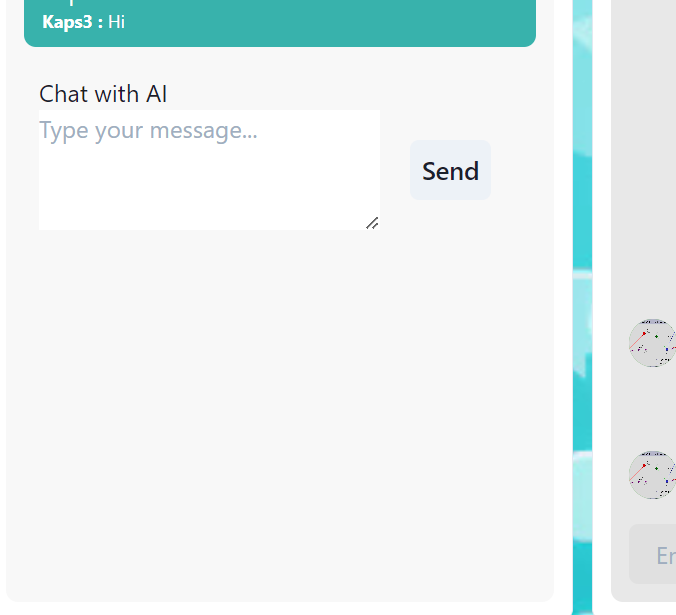 Kaps3 : Hi
Chat with AI
Type your message...
Send